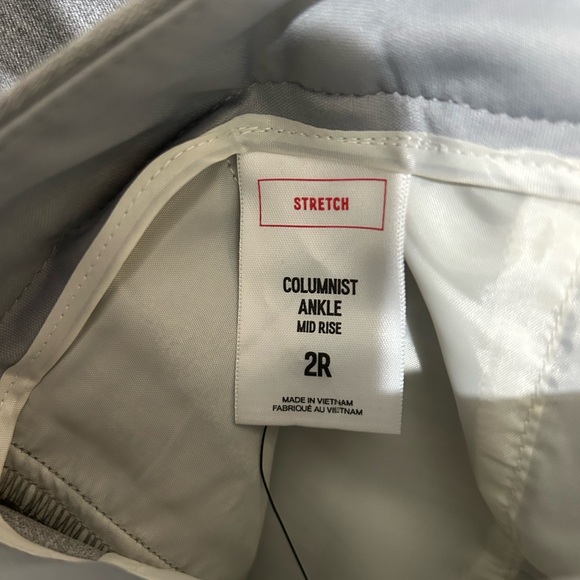 STRETCH
COLUMNIST
ANKLE
MID RISE
2R
MADE IN VIETNAM
FABRIQUÉ AU VIETNAM